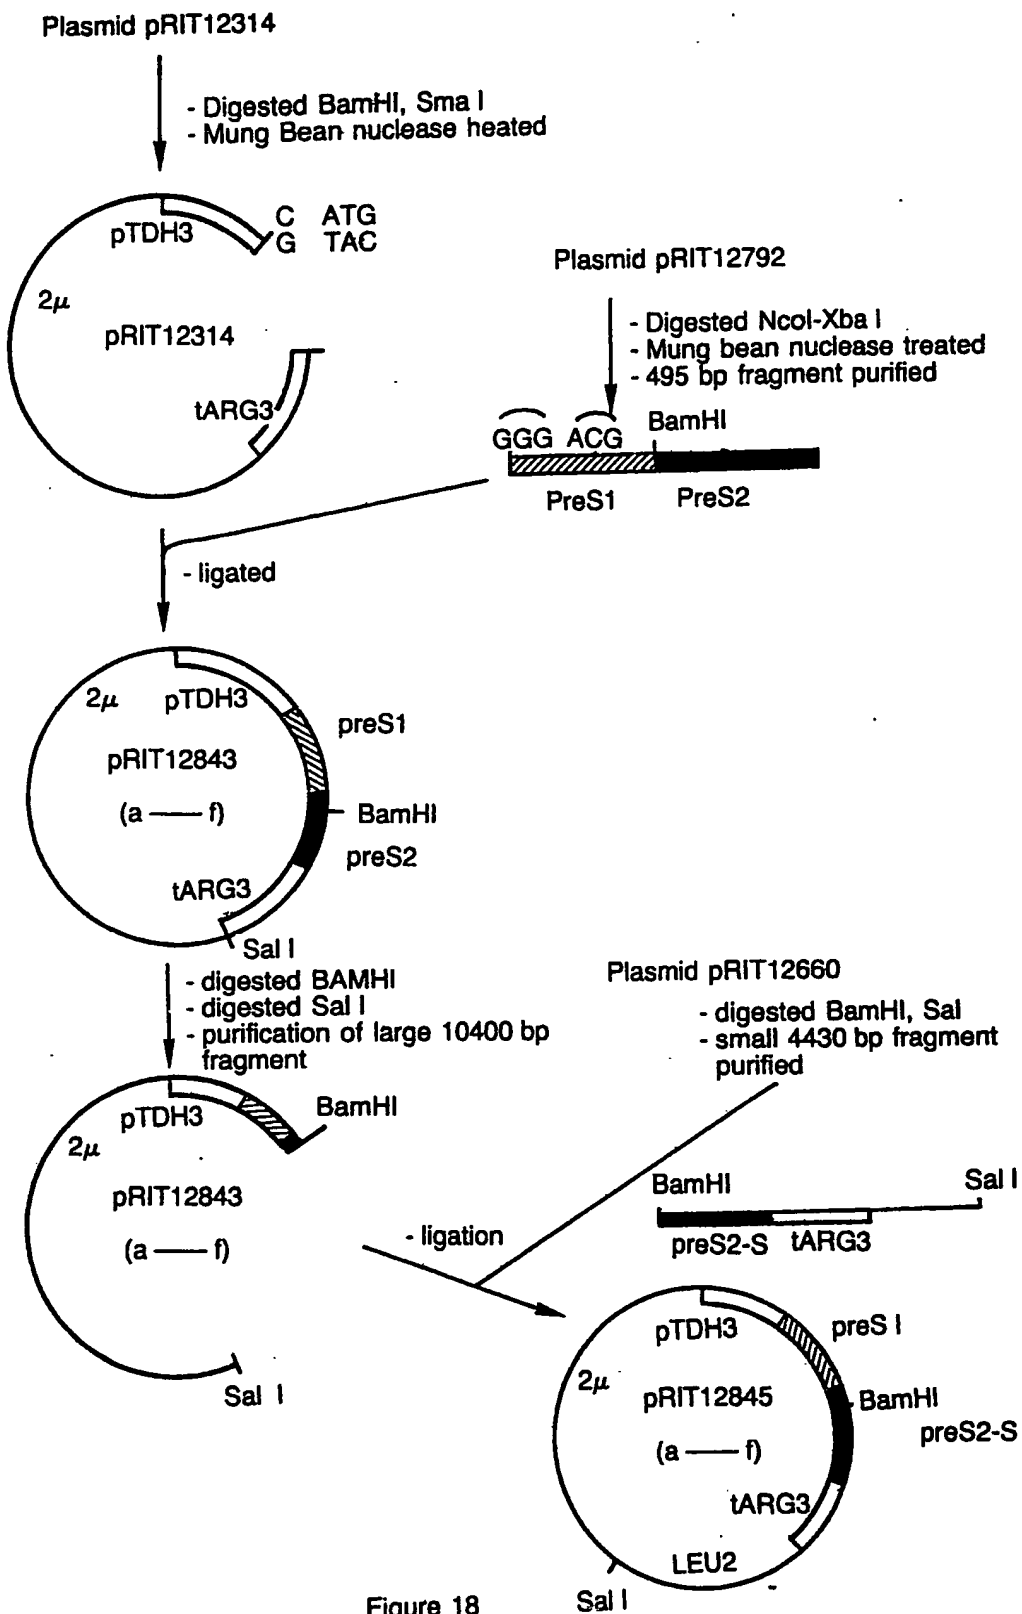 Plasmid pRIT12314
- Digested BamHI, Sma I
- Mung Bean nuclease heated
C ATG
G TAC
pTDH3
2μ
pRIT12314
tARG3
Plasmid pRIT12792
- Digested NcoI-Xba I
- Mung bean nuclease treated
- 495 bp fragment purified
GGG ACG BamHI
PreS1 PreS2
- ligated
2μ pTDH3
preS1
pRIT12843
(a — f)
BamHI
preS2
tARG3
Sal I
- digested BAMHI
- digested Sal I
- purification of large 10400 bp
fragment
Plasmid pRIT12660
- digested BamHI, Sal
- small 4430 bp fragment
purified
BamHI
pTDH3
2μ
pRIT12843
(a — f)
Sal I
- ligation
BamHI Sal I
preS2-S tARG3
pTDH3
preS I
2μ
pRIT12845
BamHI
preS2-S
(a — f)
tARG3
LEU2
Sal I
Figure 18